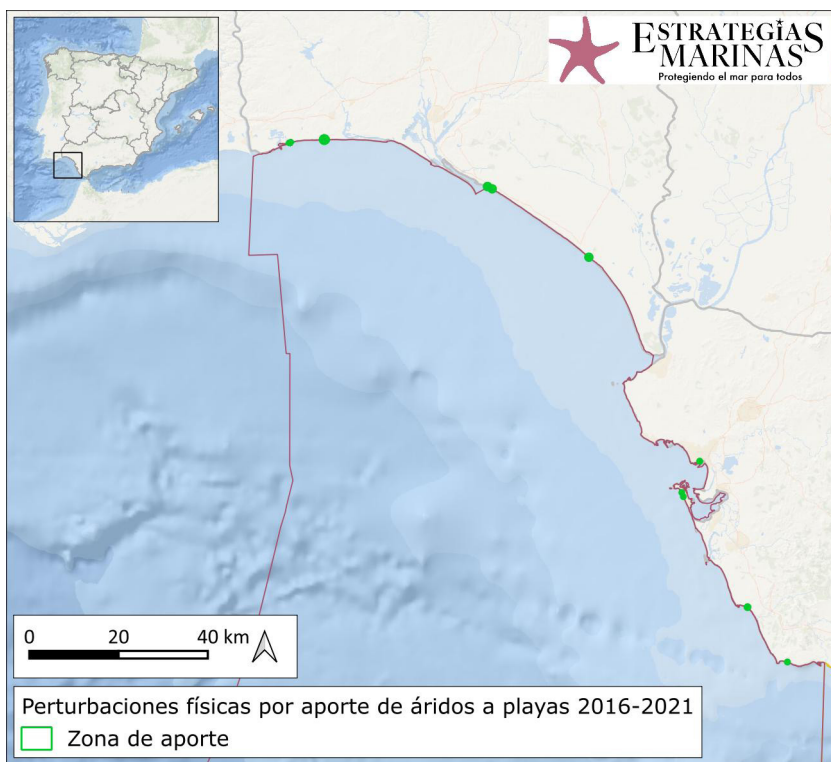 ESTRATEGIAS
MARINAS
Protegiendo el mar para todos
0 20 40 km
Perturbaciones físicas por aporte de áridos a playas 2016-2021
Zona de aporte